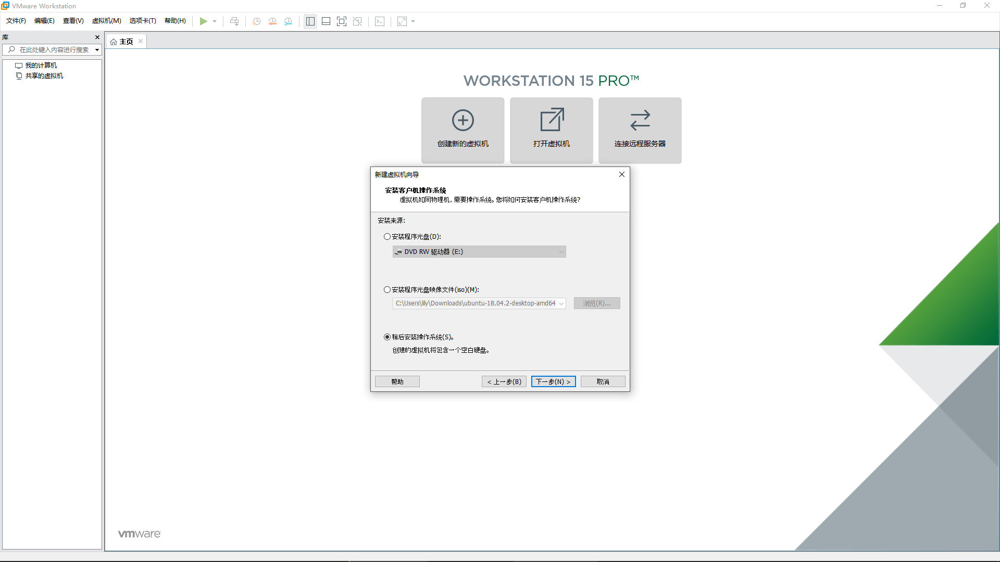 VMware Workstation
文件(F) 编辑(E) 查看(V) 虚拟机(M) 选项卡(T) 帮助(H)
库
主页
在此处键入内容进行搜索
我的计算机
共享的虚拟机
WORKSTATION 15 PRO™
创建新的虚拟机 打开虚拟机 连接远程服务器
新建虚拟机向导
安装客户机操作系统
虚拟机如同物理机,需要操作系统。您将如何安装客户机操作系统?
安装来源:
安装程序光盘(D):
DVD RW 驱动器 (E:)
安装程序光盘映像文件(iso)(M):
C:\Users\lily\Downloads\ubuntu-18.04.2-desktop-amd64 浏览(R)...
稍后安装操作系统(S)。
创建的虚拟机将包含一个空白硬盘。
帮助 < 上一步(B) 下一步(N) > 取消
vmware